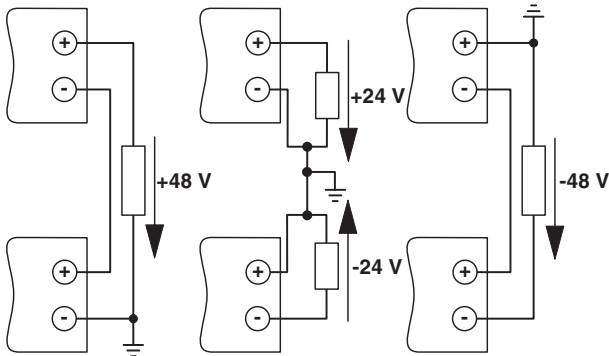 + + +
- - -
+24 V
+48 V
-48 V
-24 V
+ + +
- - -